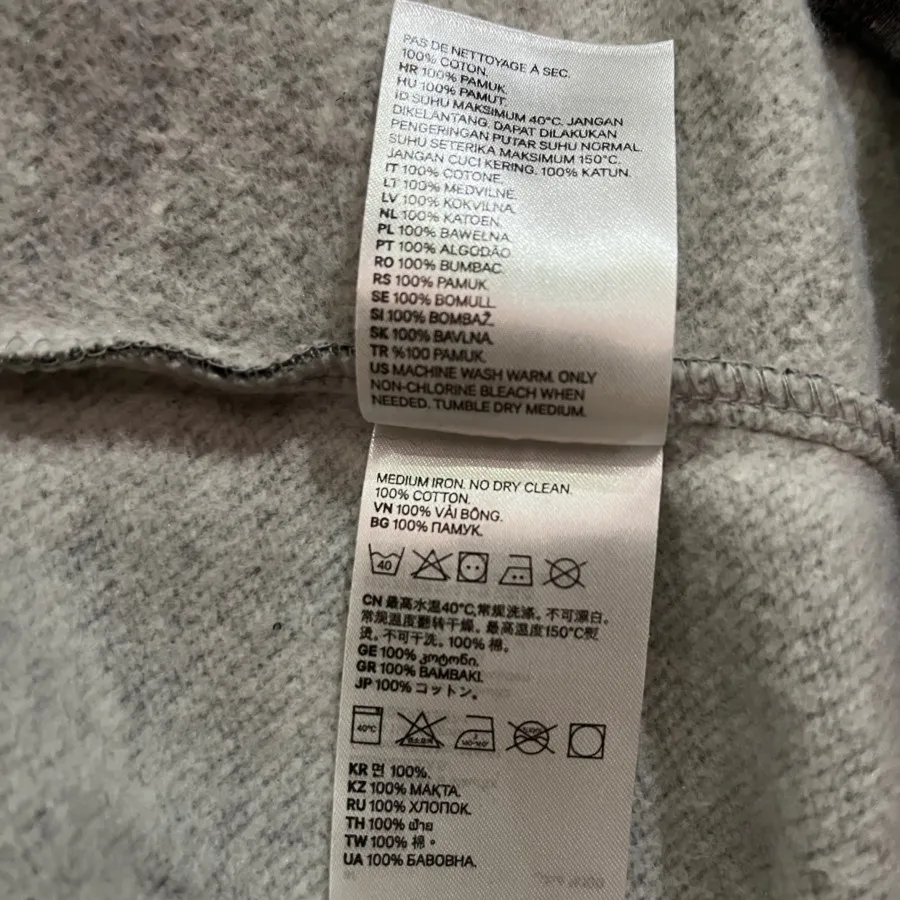 PAS DE NETTOYAGE À SEC.
100% COTON.
HR 100% PAMUK.
HU 100% PAMUT.
ID SUHU MAKSIMUM 40°C. JANGAN
DIKELANTANG. DAPAT DILAKUKAN
PENGERINGAN PUTAR SUHU NORMAL.
SUHU SETERIKA MAKSIMUM 150°C.
JANGAN CUCI KERING. 100% KATUN.
IT 100% COTONE.
LT 100% MEDVILNĖ.
LV 100% KOKVILNA.
NL 100% KATOEN.
PL 100% BAWEŁNA.
PT 100% ALGODÃO.
RO 100% BUMBAC.
RS 100% PAMUK.
SE 100% BOMULL.
SI 100% BOMBAŽ.
SK 100% BAVLNA.
TR %100 PAMUK.
US MACHINE WASH WARM. ONLY
NON-CHLORINE BLEACH WHEN
NEEDED. TUMBLE DRY MEDIUM.
MEDIUM IRON. NO DRY CLEAN.
100% COTTON.
VN 100% VẢI BÔNG.
BG 100% ПАМУК.
40
CN 最高水温40°C,常规洗涤。不可漂白。
常规温度翻转干燥。最高温度150°C熨
烫。不可干洗。100% 棉。
GE 100% კოტონი.
GR 100% ΒΑΜΒΑΚΙ.
JP 100% コットン。
40°C
KR 면 100%.
KZ 100% МАҚТА.
RU 100% ХЛОПОК.
TH 100% ฝ้าย
TW 100% 棉。
UA 100% БАВОВНА.